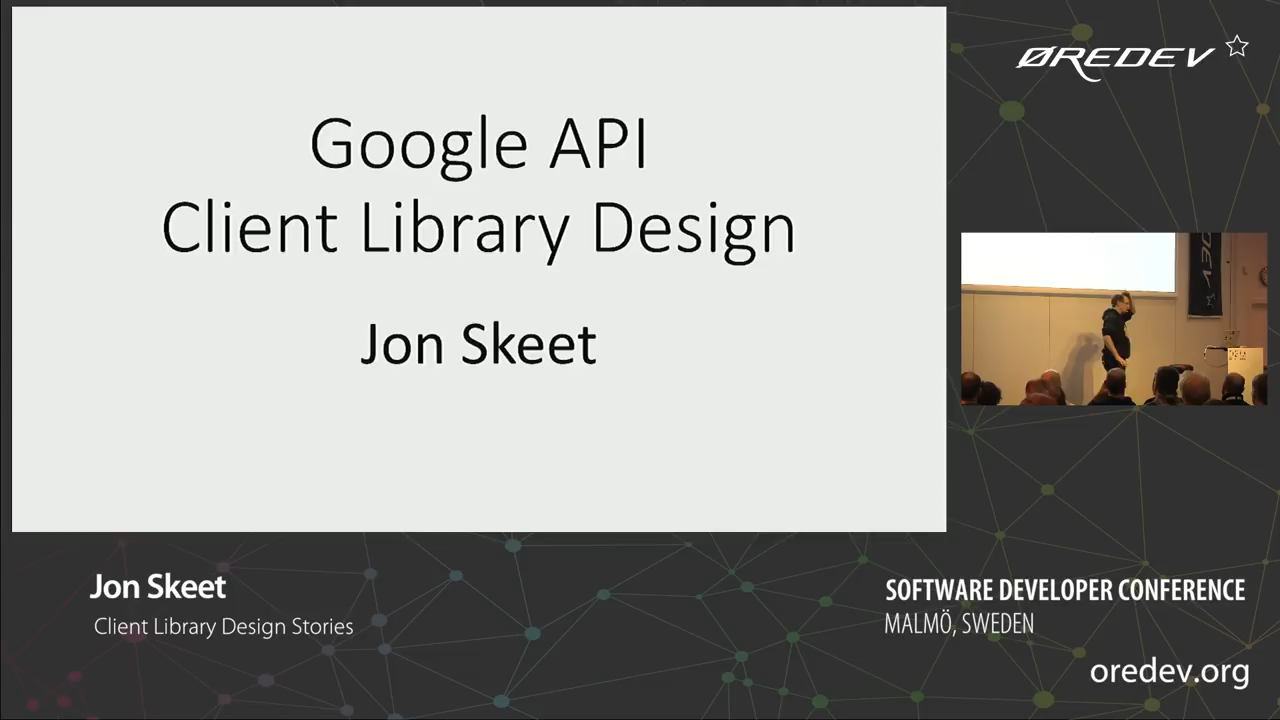 Google API
Client Library Design
Jon Skeet
ØREDEV
Jon Skeet
Client Library Design Stories
SOFTWARE DEVELOPER CONFERENCE
MALMÖ, SWEDEN
oredev.org